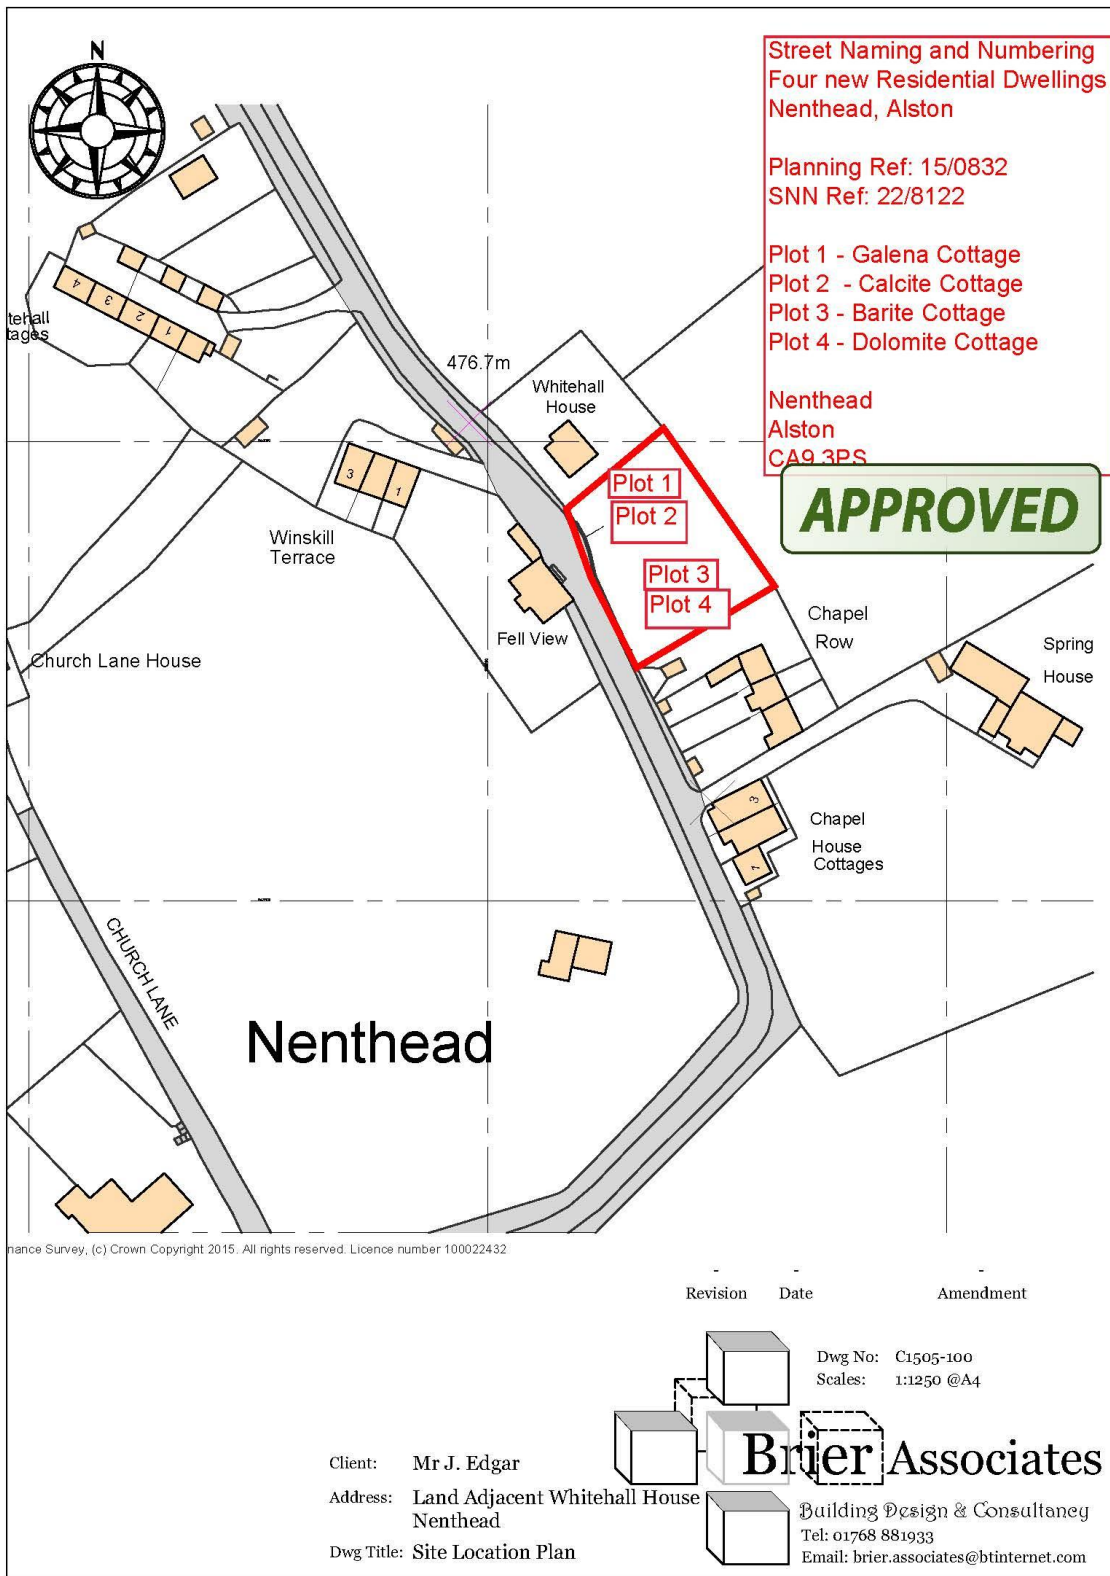 N
Street Naming and Numbering
Four new Residential Dwellings
Nenthead, Alston
Planning Ref: 15/0832
SNN Ref: 22/8122
Plot 1 - Galena Cottage
Plot 2 - Calcite Cottage
Plot 3 - Barite Cottage
Plot 4 - Dolomite Cottage
Nenthead
Alston
CA9 3PS
APPROVED
4
3
2
1
tehall
tages
476.7m
Whitehall
House
Plot 1
Plot 2
Plot 3
Plot 4
3
1
Winskill
Terrace
Fell View
Chapel
Row
Spring
House
Church Lane House
3
1
Chapel
House
Cottages
CHURCH LANE
Nenthead
nance Survey, (c) Crown Copyright 2015. All rights reserved. Licence number 100022432
- - -
Revision Date Amendment
Dwg No: C1505-100
Scales: 1:1250 @A4
Brier Associates
Building Design & Consultancy
Tel: 01768 881933
Email: brier.associates@btinternet.com
Client: Mr J. Edgar
Address: Land Adjacent Whitehall House
Nenthead
Dwg Title: Site Location Plan